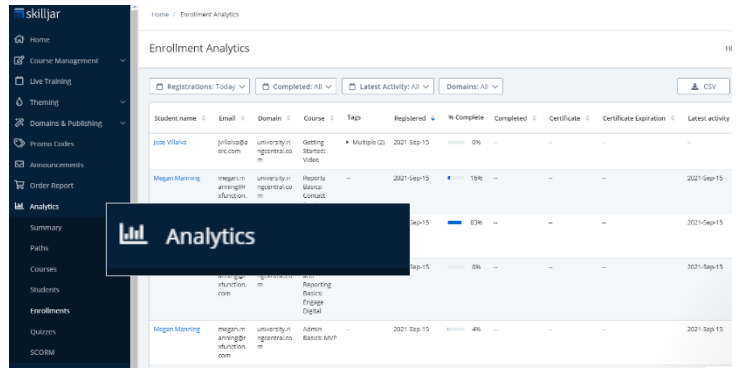 skilljar
Home / Enrollment Analytics
Home
Course Management
Live Training
Theming
Domains & Publishing
Promo Codes
Announcements
Order Report
Analytics
Summary
Paths
Courses
Students
Enrollments
Quizzes
SCORM
Enrollment Analytics
Registrations: Today
Completed: All
Latest Activity: All
Domains: All
CSV
Student name Email Domain Course Tags Registered % Complete Completed Certificate Certificate Expiration Latest activity
Jose Villalva jvillalva@e university.ri Getting Multiple (2) 2021-Sep-15 0% -- -- -- --
src.com ngcentral.co Started:
m Video
Megan Manning megan.m university.ri Reports -- 2021-Sep-15 16% -- -- -- 2021-Sep-15
anning@r ngcentral.co Basics:
xfunction. m Contact
Analytics
Sep-15 83% -- -- -- 2021-Sep-15
Sep-15 0% -- -- -- 2021-Sep-15
anning@r ngcentral.co and
xfunction. m Reporting
com Basics:
Engage
Digital
Megan Manning megan.m university.ri Admin -- 2021-Sep-15 4% -- -- -- 2021-Sep-15
anning@r ngcentral.co Basics: MVP
xfunction. m
com